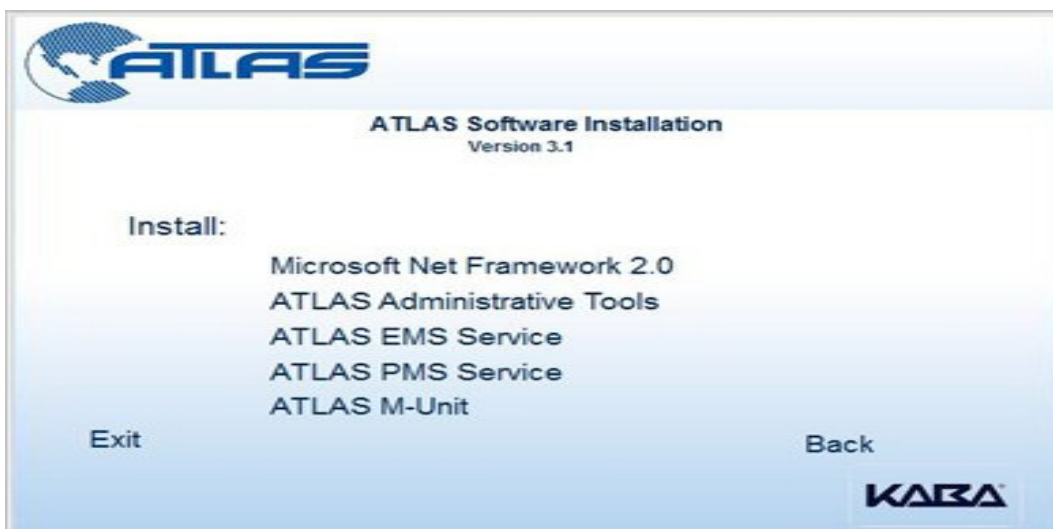 ATLAS
ATLAS Software Installation
Version 3.1
Install:
Microsoft Net Framework 2.0
ATLAS Administrative Tools
ATLAS EMS Service
ATLAS PMS Service
ATLAS M-Unit
Exit
Back
KABA